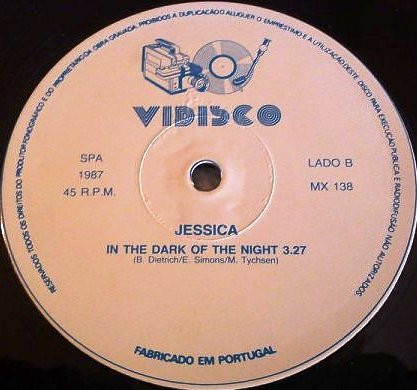 RESERVADOS TODOS OS DIREITOS DO PRODUTOR FONOGRÁFICO E DO PROPRIETÁRIO DA OBRA GRAVADA. PROIBIDOS A DUPLICAÇÃO O ALUGUER O EMPRÉSTIMO E A UTILIZAÇÃO DESTE DISCO PARA EXECUÇÃO PÚBLICA E RADIODIFUSÃO NÃO AUTORIZADOS
VIDISCO
SPA
1987
45 R.P.M.
LADO B
MX 138
JESSICA
IN THE DARK OF THE NIGHT 3.27
(B. Dietrich/E. Simons/M. Tychsen)
FABRICADO EM PORTUGAL